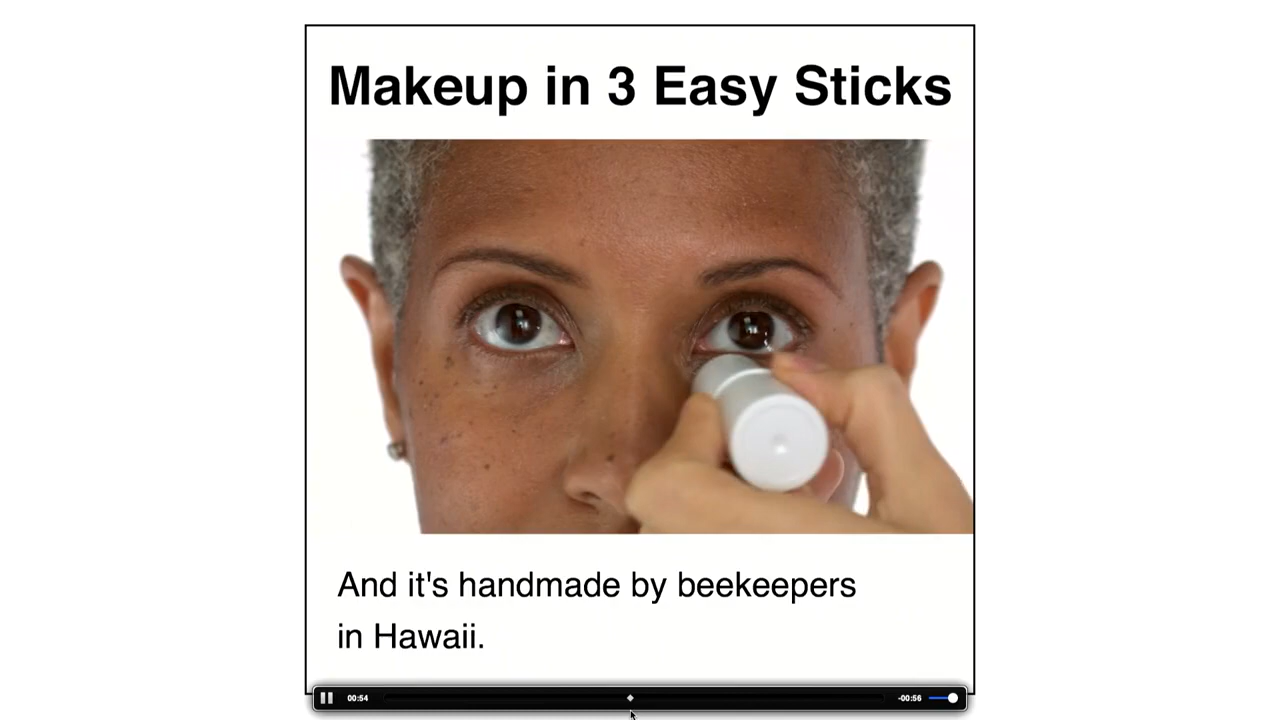 Makeup in 3 Easy Sticks
And it's handmade by beekeepers
in Hawaii.
00:54
-00:56